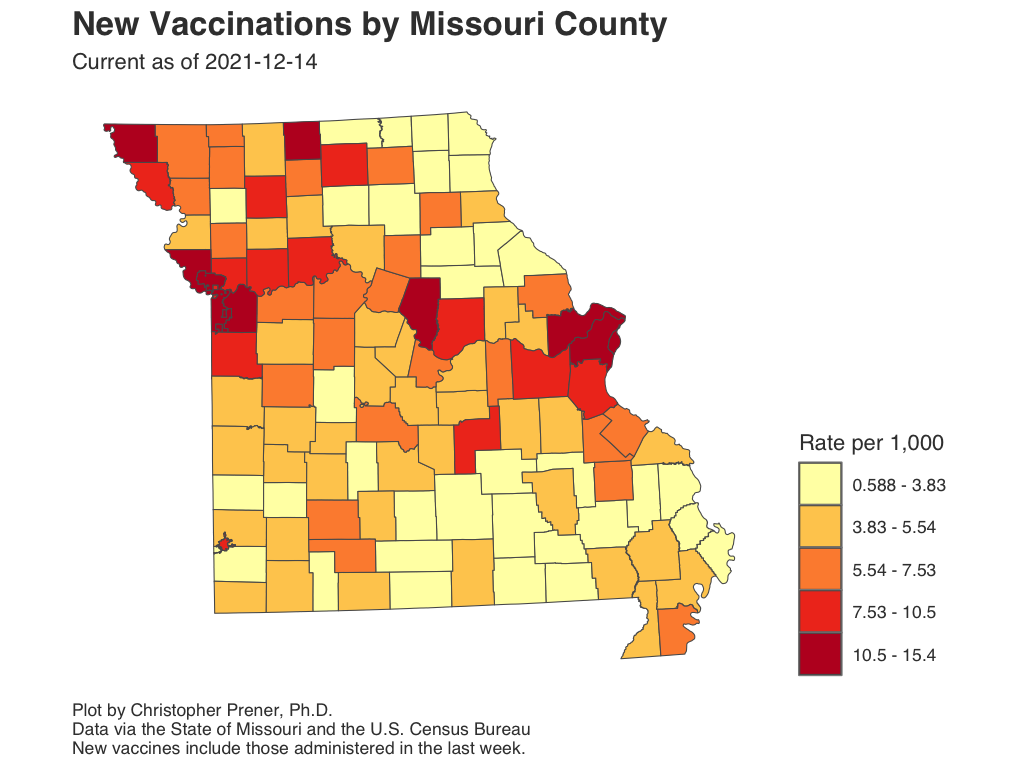 New Vaccinations by Missouri County
Current as of 2021-12-14
Rate per 1,000
0.588 - 3.83
3.83 - 5.54
5.54 - 7.53
7.53 - 10.5
10.5 - 15.4
Plot by Christopher Prener, Ph.D.
Data via the State of Missouri and the U.S. Census Bureau
New vaccines include those administered in the last week.